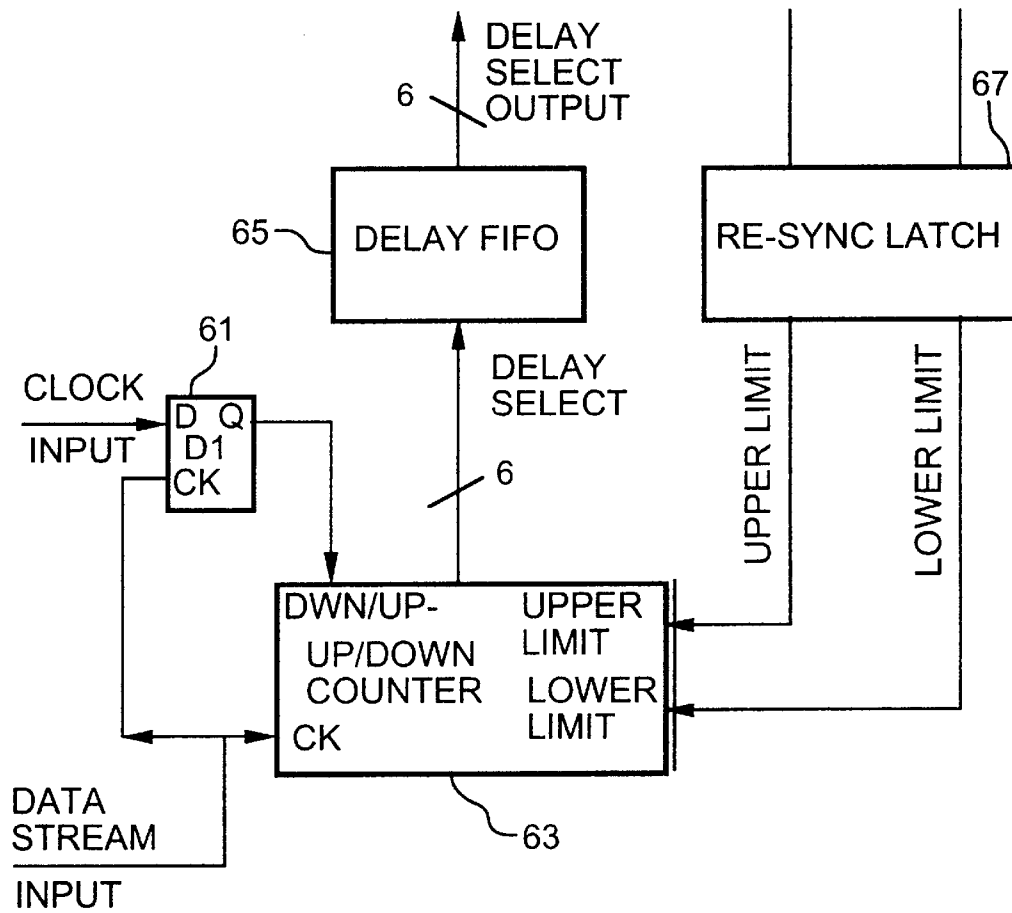 DELAY
SELECT
OUTPUT
6
67
65
DELAY FIFO
RE-SYNC LATCH
61
CLOCK
INPUT
D Q
D1
CK
DELAY
SELECT
6
UPPER LIMIT
LOWER LIMIT
DWN/UP-
UP/DOWN
COUNTER
CK
UPPER
LIMIT
LOWER
LIMIT
63
DATA
STREAM
INPUT